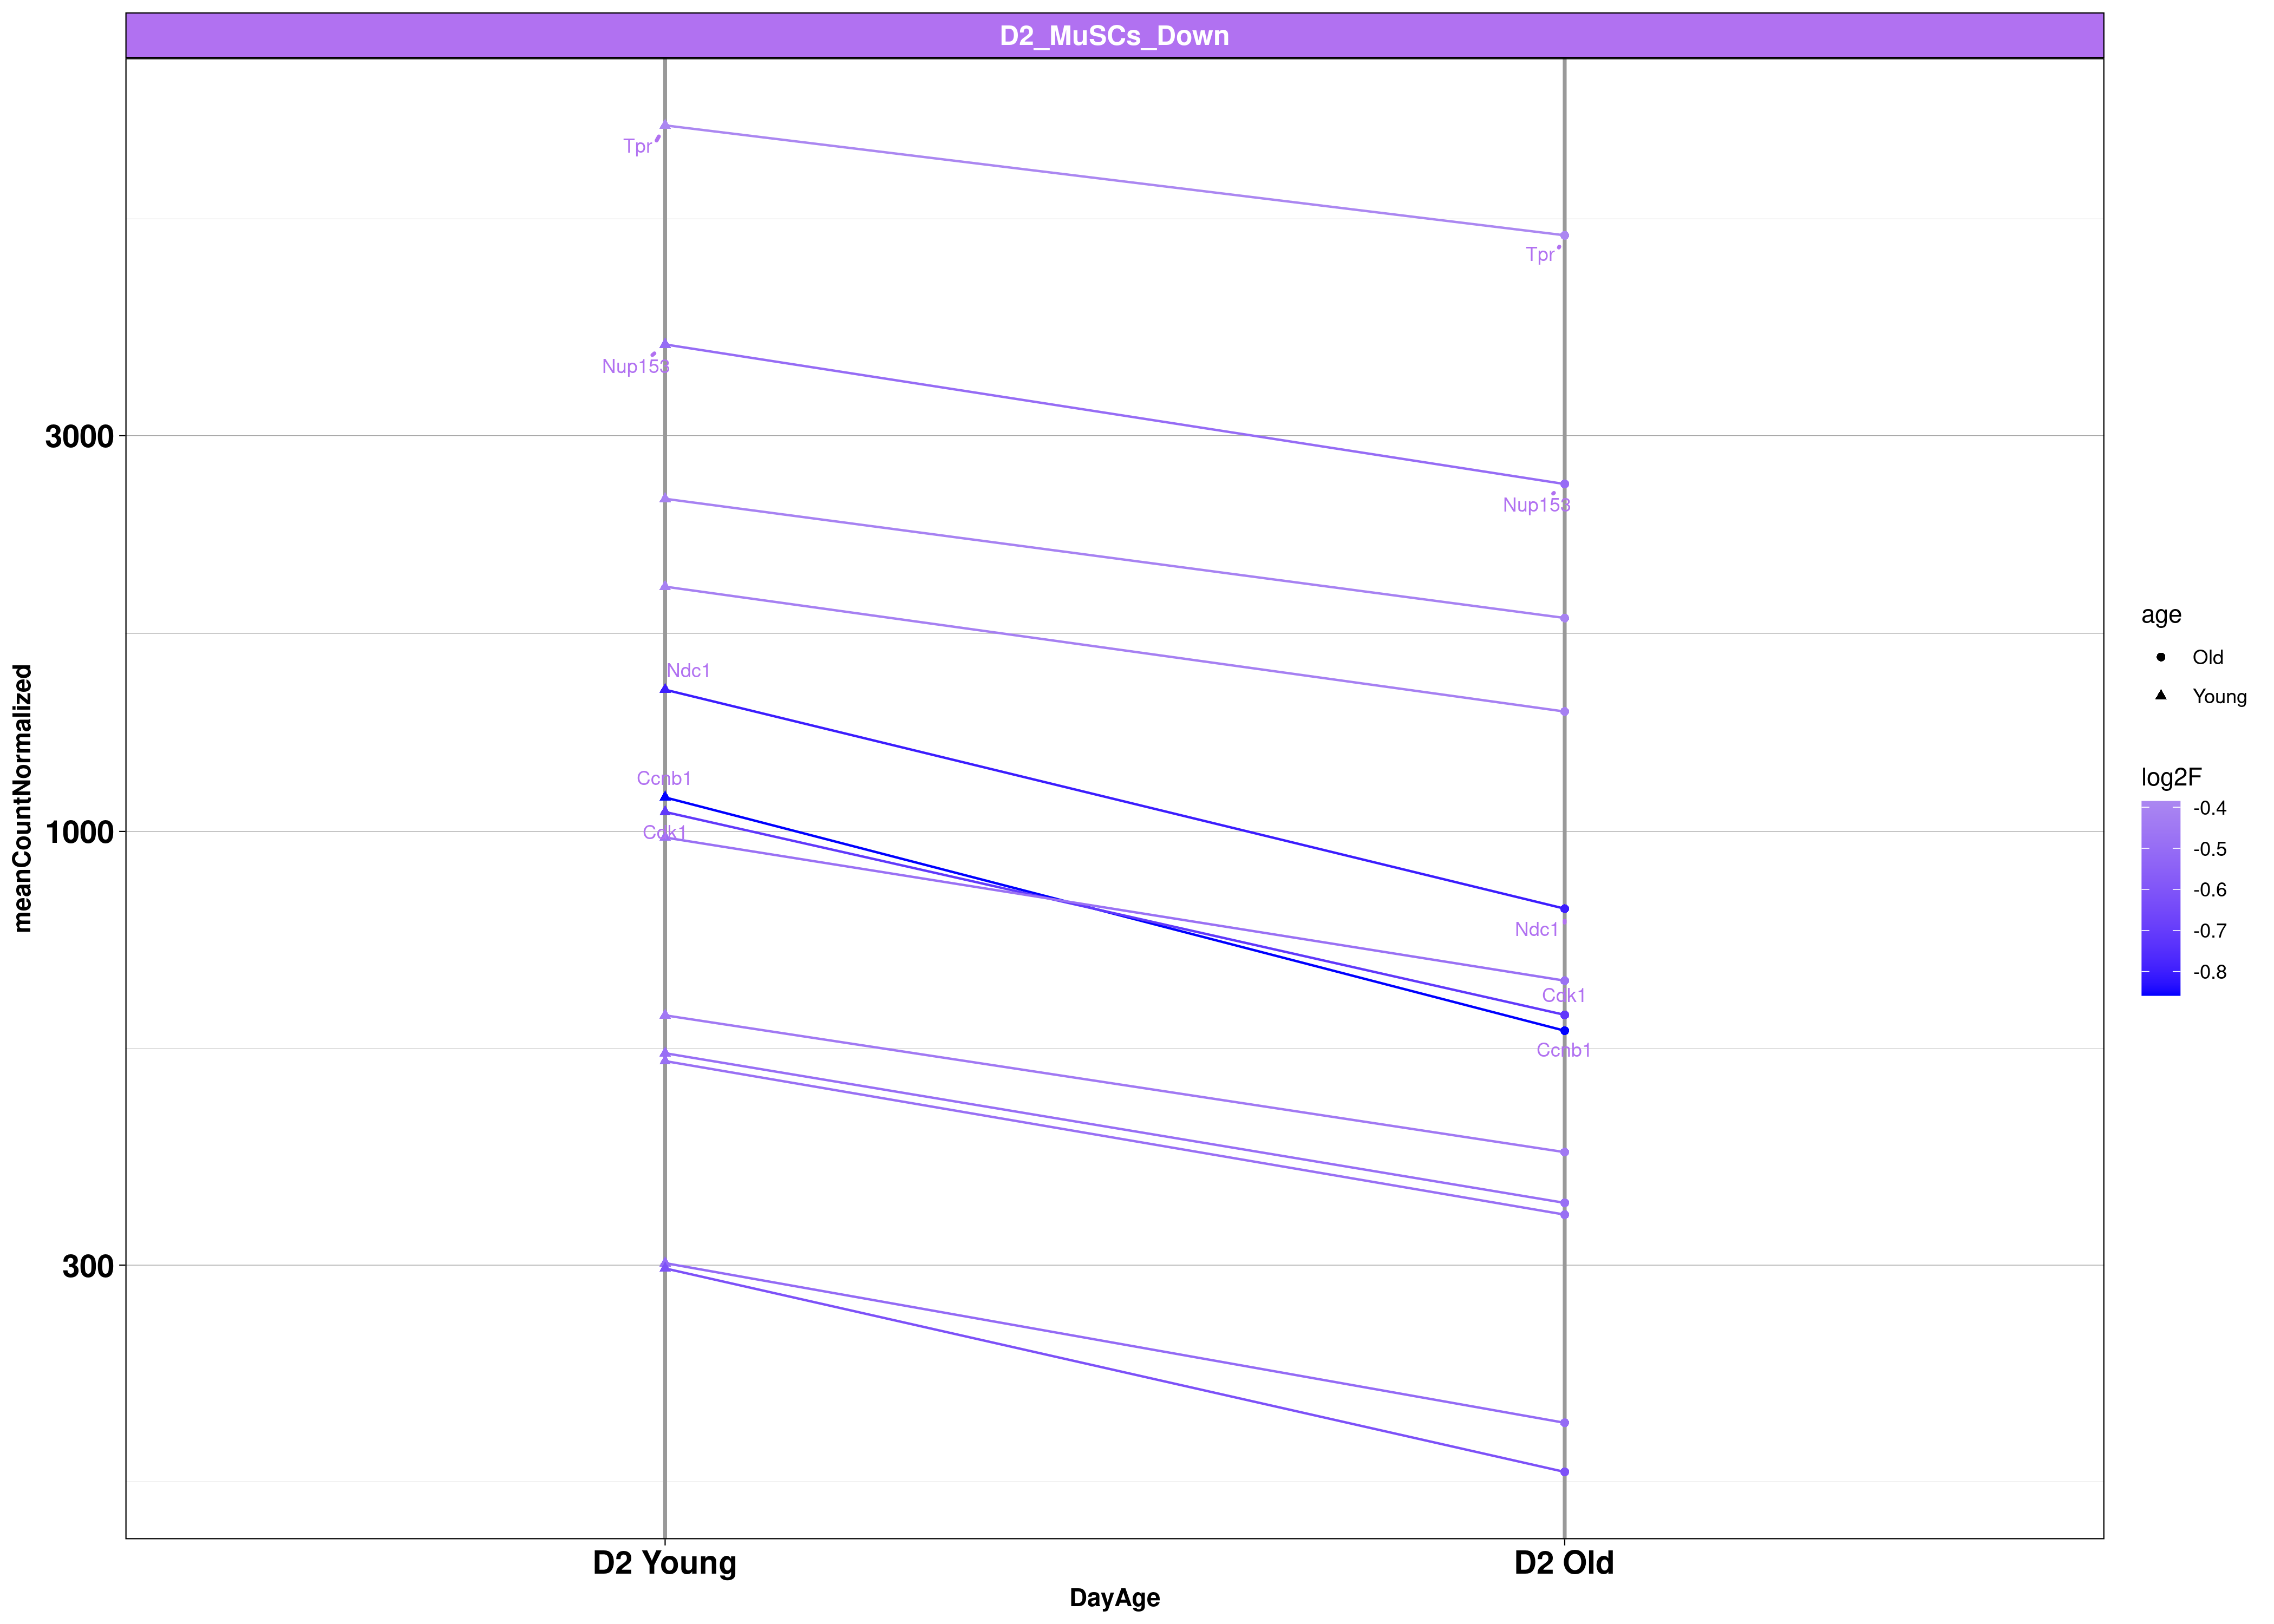 D2_MuSCs_Down
Tpr
Tpr
Nup153
3000
Nup153
Ndc1
Ccnb1
1000
Cdk1
Ndc1
Cdk1
Ccnb1
300
meanCountNormalized
D2 Young
D2 Old
DayAge
age
Old
Young
log2F
-0.4
-0.5
-0.6
-0.7
-0.8